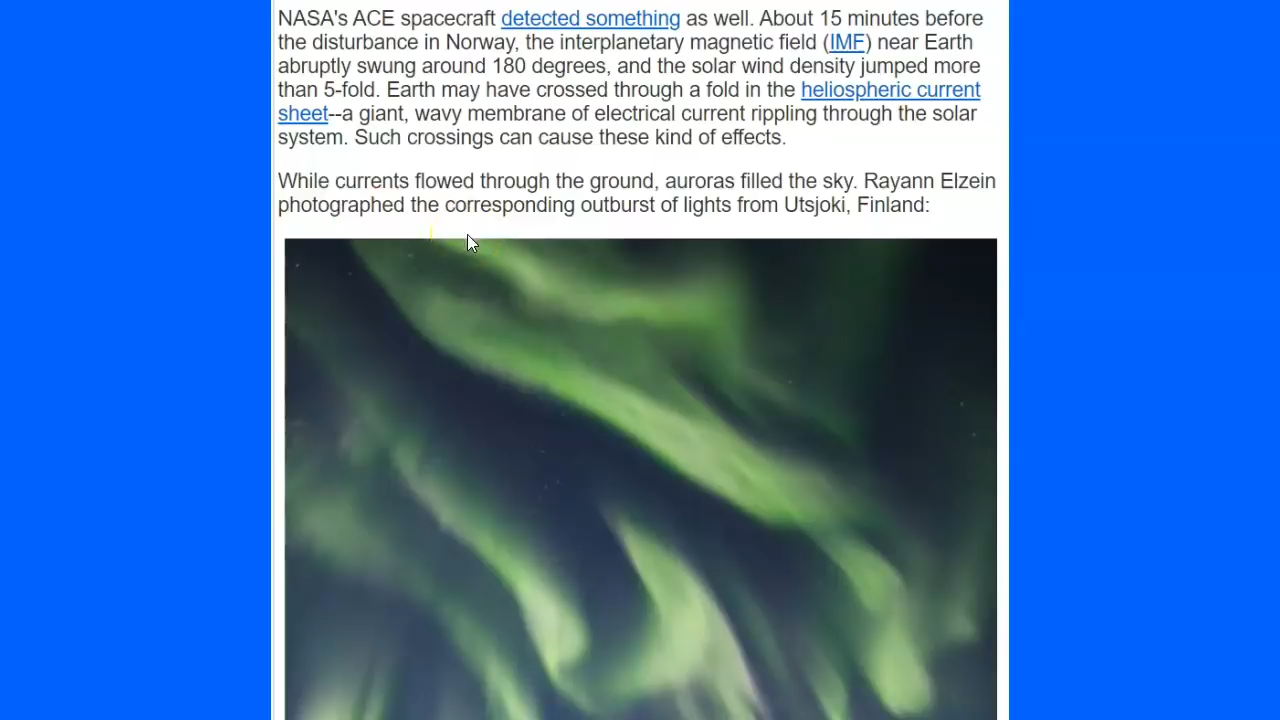 NASA's ACE spacecraft detected something as well. About 15 minutes before
the disturbance in Norway, the interplanetary magnetic field (IMF) near Earth
abruptly swung around 180 degrees, and the solar wind density jumped more
than 5-fold. Earth may have crossed through a fold in the heliospheric current
sheet--a giant, wavy membrane of electrical current rippling through the solar
system. Such crossings can cause these kind of effects.
While currents flowed through the ground, auroras filled the sky. Rayann Elzein
photographed the corresponding outburst of lights from Utsjoki, Finland: